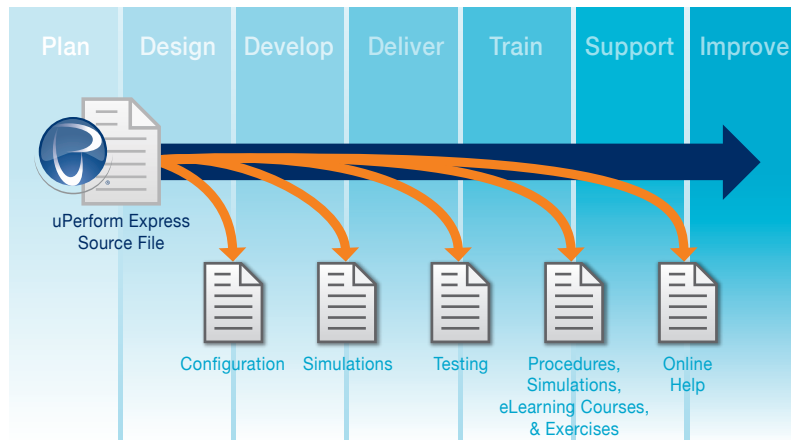 Plan Design Develop Deliver Train Support Improve
uPerform Express
Source File
Configuration
Simulations
Testing
Procedures,
Simulations,
eLearning Courses,
& Exercises
Online
Help